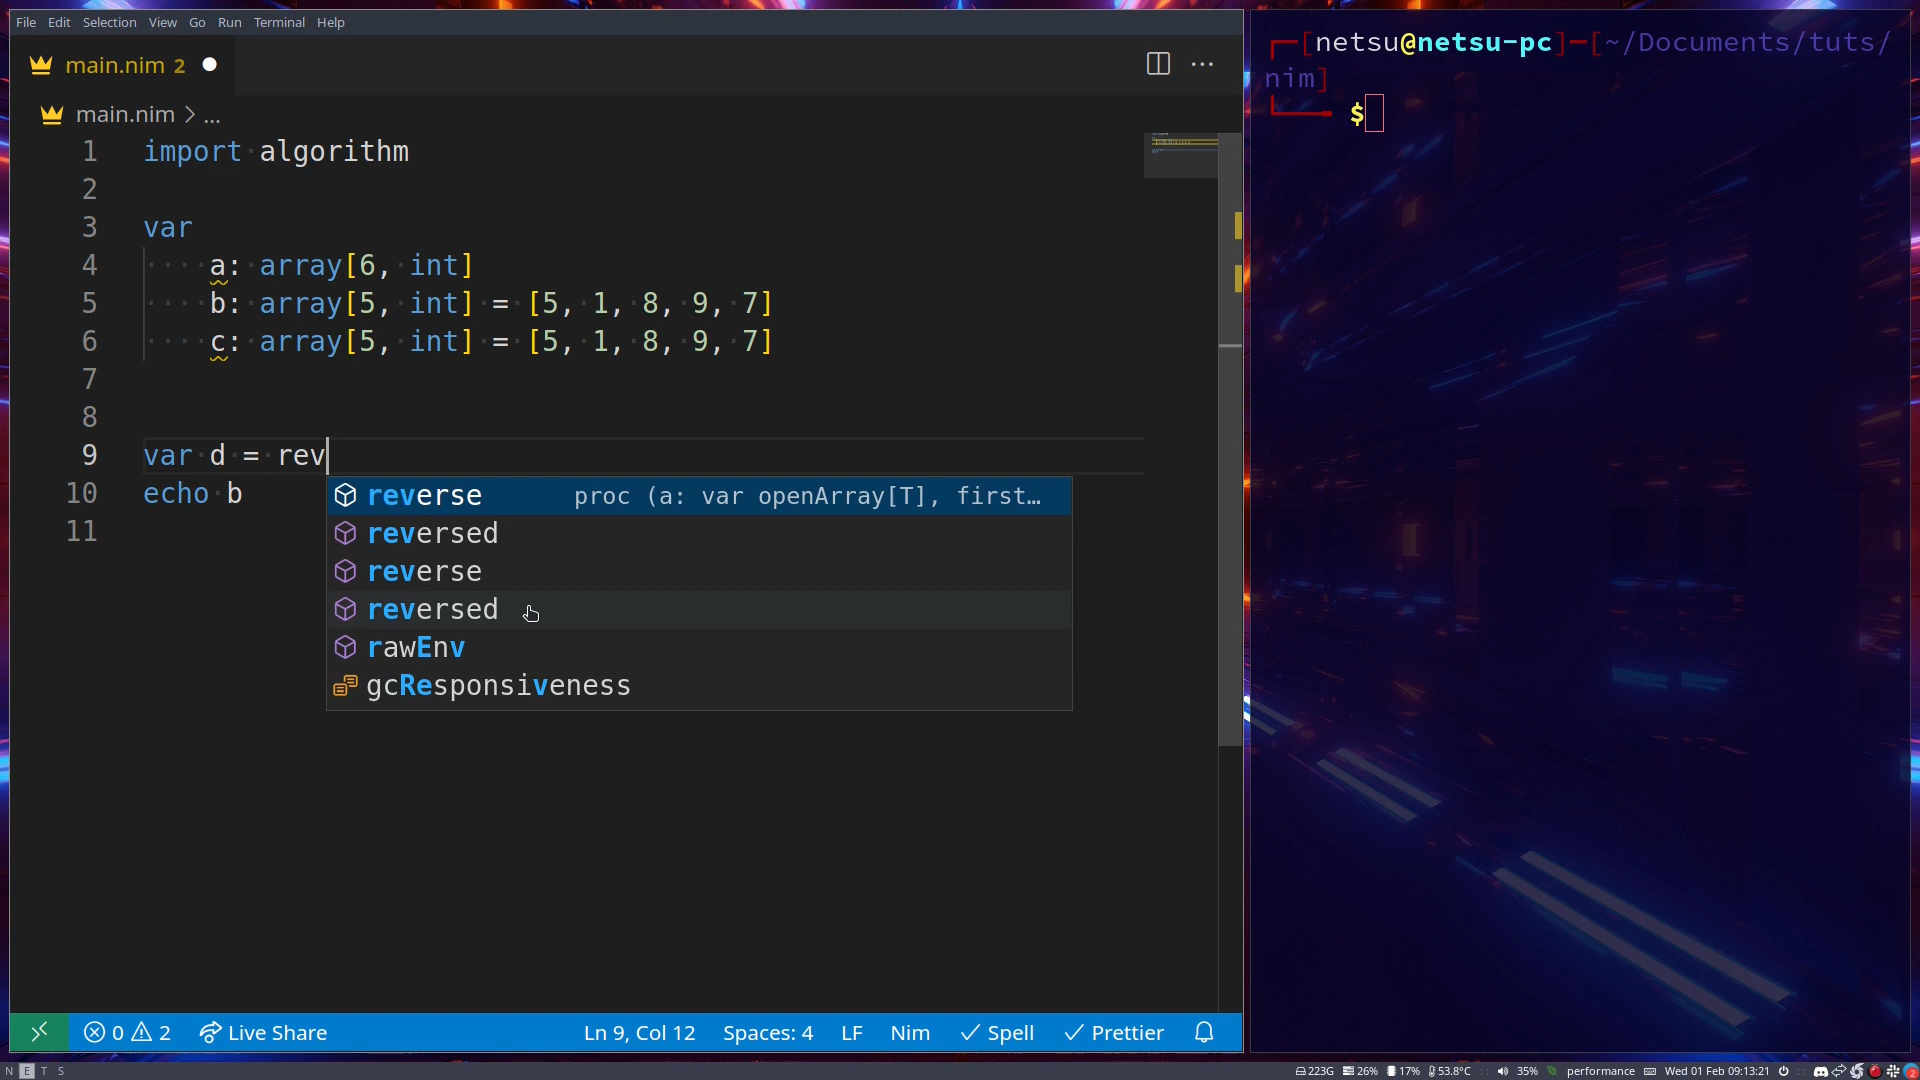 File Edit Selection View Go Run Terminal Help
main.nim 2
main.nim > ...
1 import algorithm
2
3 var
4 a: array[6, int]
5 b: array[5, int] = [5, 1, 8, 9, 7]
6 c: array[5, int] = [5, 1, 8, 9, 7]
7
8
9 var d = rev
10 echo b
11
reverse proc (a: var openArray[T], first…
reversed
reverse
reversed
rawEnv
gcResponsiveness
0 2 Live Share Ln 9, Col 12 Spaces: 4 LF Nim Spell Prettier
[netsu@netsu-pc]─[~/Documents/tuts/
nim]
$
N E T S 223G 26% 17% 53.8°C 35% performance Wed 01 Feb 09:13:21 2